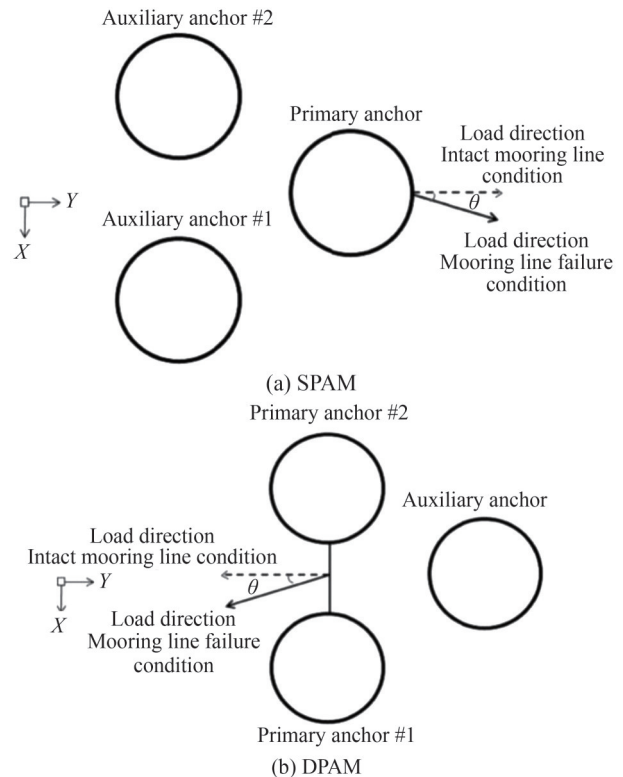 Auxiliary anchor #2
Primary anchor
Load direction
Intact mooring line
condition
θ
Y
X
Auxiliary anchor #1
Load direction
Mooring line failure
condition
(a) SPAM
Primary anchor #2
Auxiliary anchor
Load direction
Intact mooring line condition
θ
Y
X
Load direction
Mooring line failure
condition
Primary anchor #1
(b) DPAM